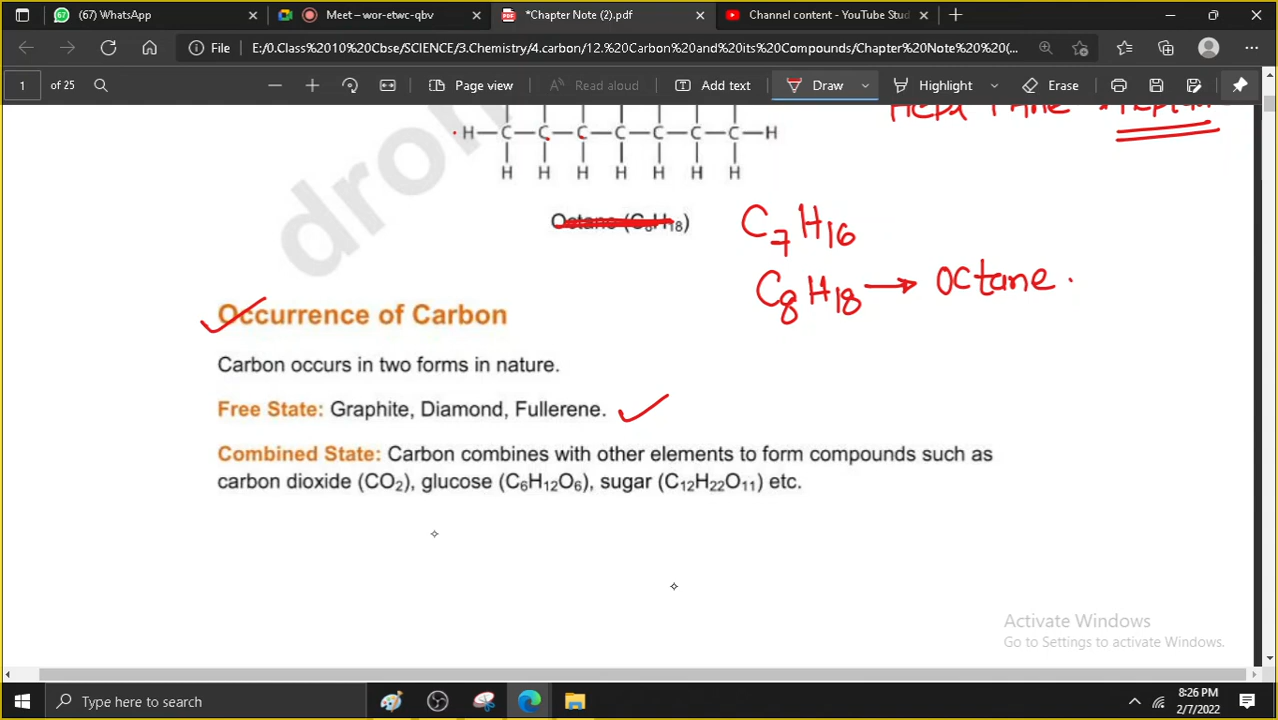 (67) WhatsApp
Meet – wor-etwc-qbv
PDF
*Chapter Note (2).pdf
Channel content - YouTube Stud
File
E:/0.Class%2010%20Cbse/SCIENCE/3.Chemistry/4.carbon/12.%20Carbon%20and%20its%20Compounds/Chapter%20Note%20%20(...
1
of 25
Page view
Read aloud
Add text
Draw
Highlight
Erase
H—C—C—C—C—C—C—C—H
H H H H H H H
Octane (C₈H₁₈)
C₇H₁₆
C₈H₁₈ → Octane.
Occurrence of Carbon
Carbon occurs in two forms in nature.
Free State: Graphite, Diamond, Fullerene.
Combined State: Carbon combines with other elements to form compounds such as
carbon dioxide (CO₂), glucose (C₆H₁₂O₆), sugar (C₁₂H₂₂O₁₁) etc.
Activate Windows
Go to Settings to activate Windows.
Type here to search
8:26 PM
2/7/2022